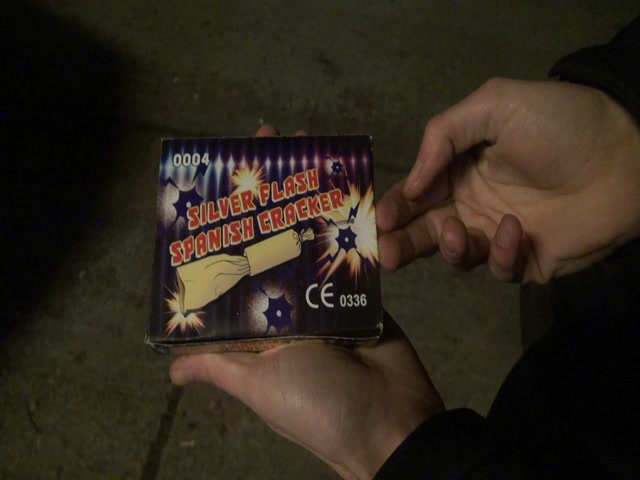 0004
SILVER FLASH
SPANISH CRACKER
CE 0336